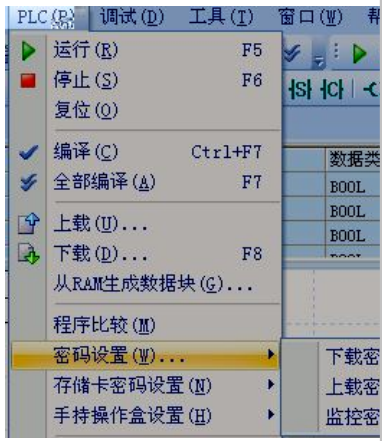 PLC(P) 调试(D) 工具(T) 窗口(W)
运行(R) F5
停止(S) F6
复位(O)
编译(C) Ctrl+F7
全部编译(A) F7
上载(U)...
下载(D)... F8
从RAM生成数据块(G)...
程序比较(M)
密码设置(W)...
存储卡密码设置(N)
手持操作盒设置(H)
下载密
上载密
监控密
数据类
BOOL
BOOL
BOOL